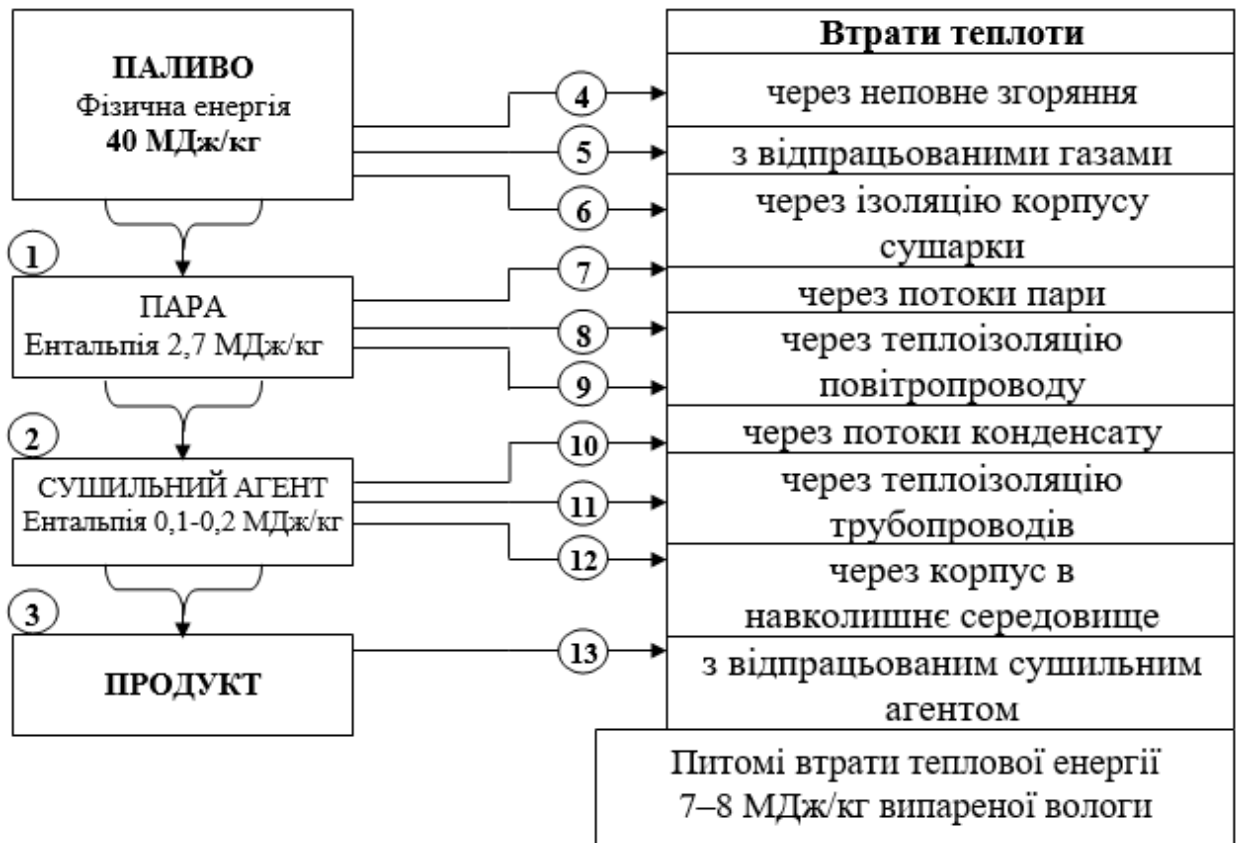 ПАЛИВО
Фізична енергія
40 МДж/кг
1
ПАРА
Ентальпія 2,7 МДж/кг
2
СУШИЛЬНИЙ АГЕНТ
Ентальпія 0,1-0,2 МДж/кг
3
ПРОДУКТ
4
5
6
7
8
9
10
11
12
13
Втрати теплоти
через неповне згоряння
з відпрацьованими газами
через ізоляцію корпусу
сушарки
через потоки пари
через теплоізоляцію
повітропроводу
через потоки конденсату
через теплоізоляцію
трубопроводів
через корпус в
навколишнє середовище
з відпрацьованим сушильним
агентом
Питомі втрати теплової енергії
7–8 МДж/кг випареної вологи